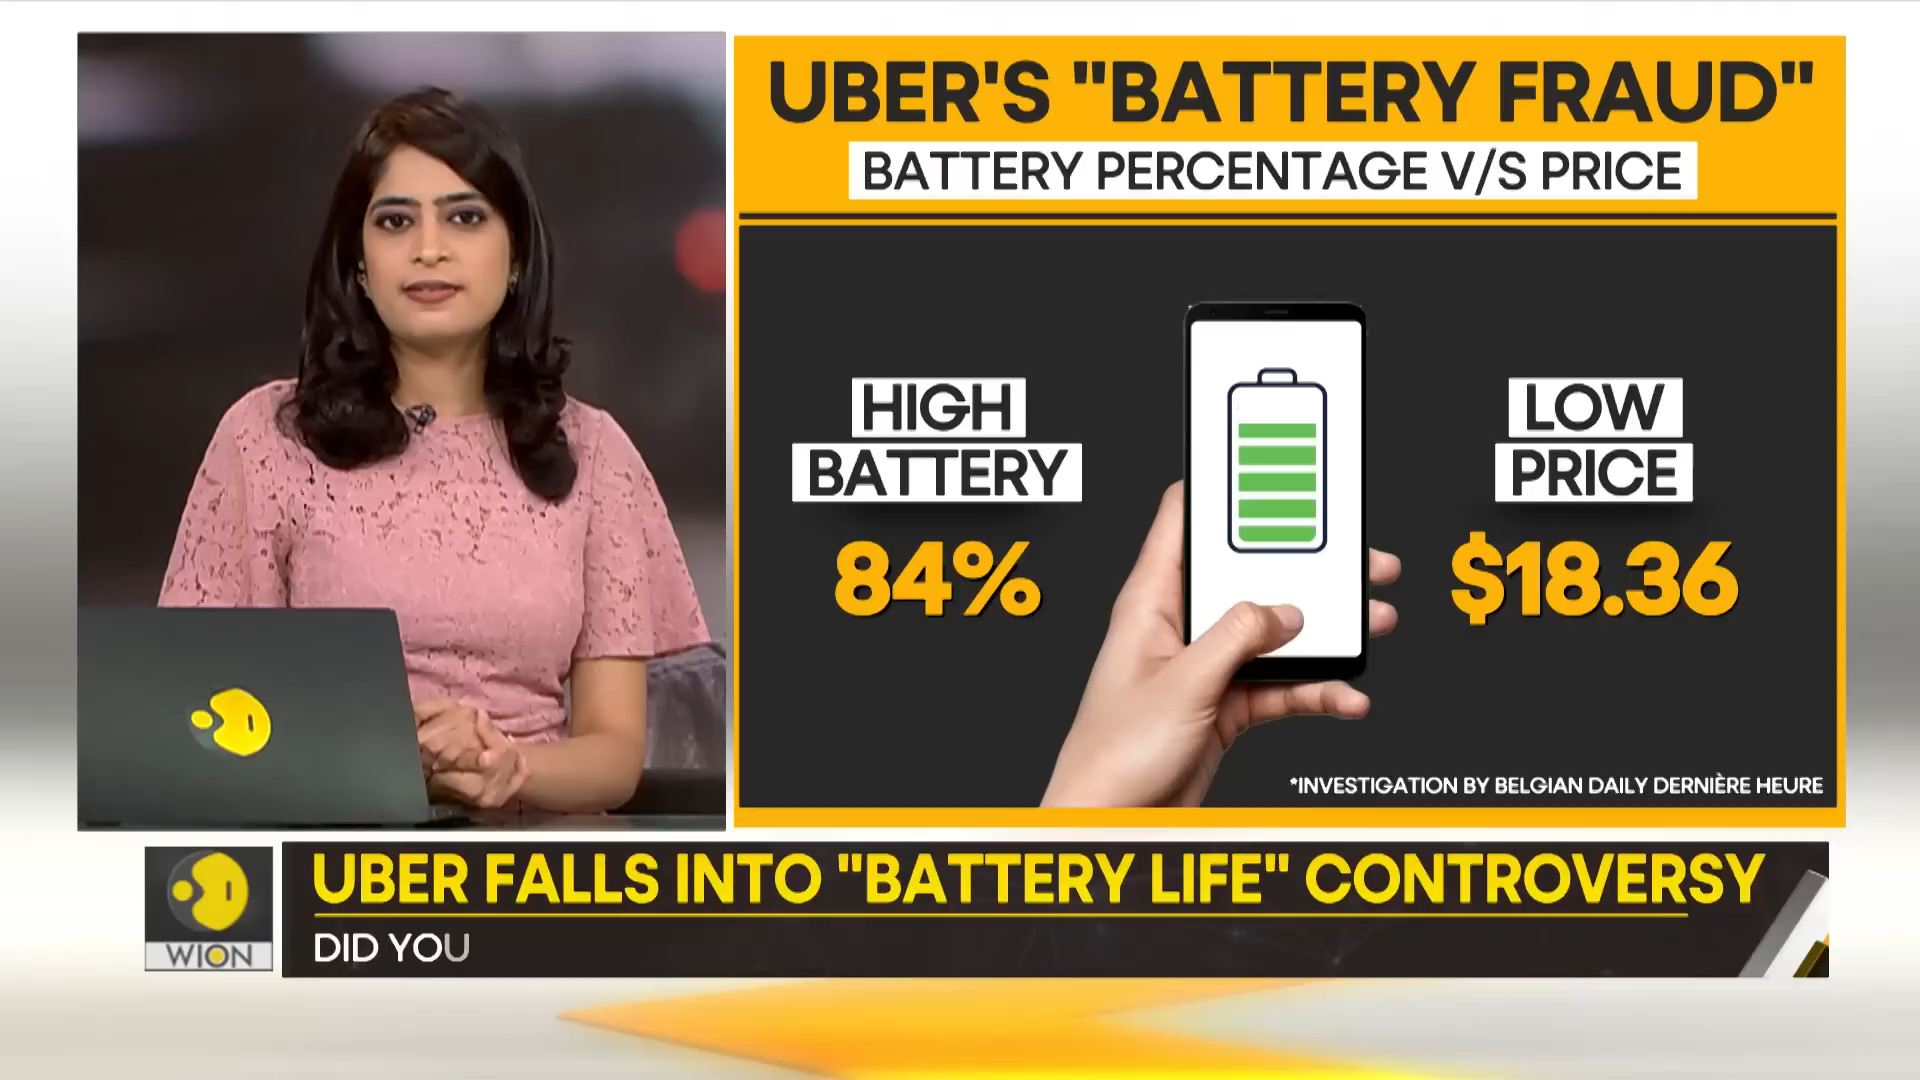 UBER'S "BATTERY FRAUD"
BATTERY PERCENTAGE V/S PRICE
HIGH
BATTERY
84%
LOW
PRICE
$18.36
*INVESTIGATION BY BELGIAN DAILY DERNIÈRE HEURE
UBER FALLS INTO "BATTERY LIFE" CONTROVERSY
DID YOU
WION